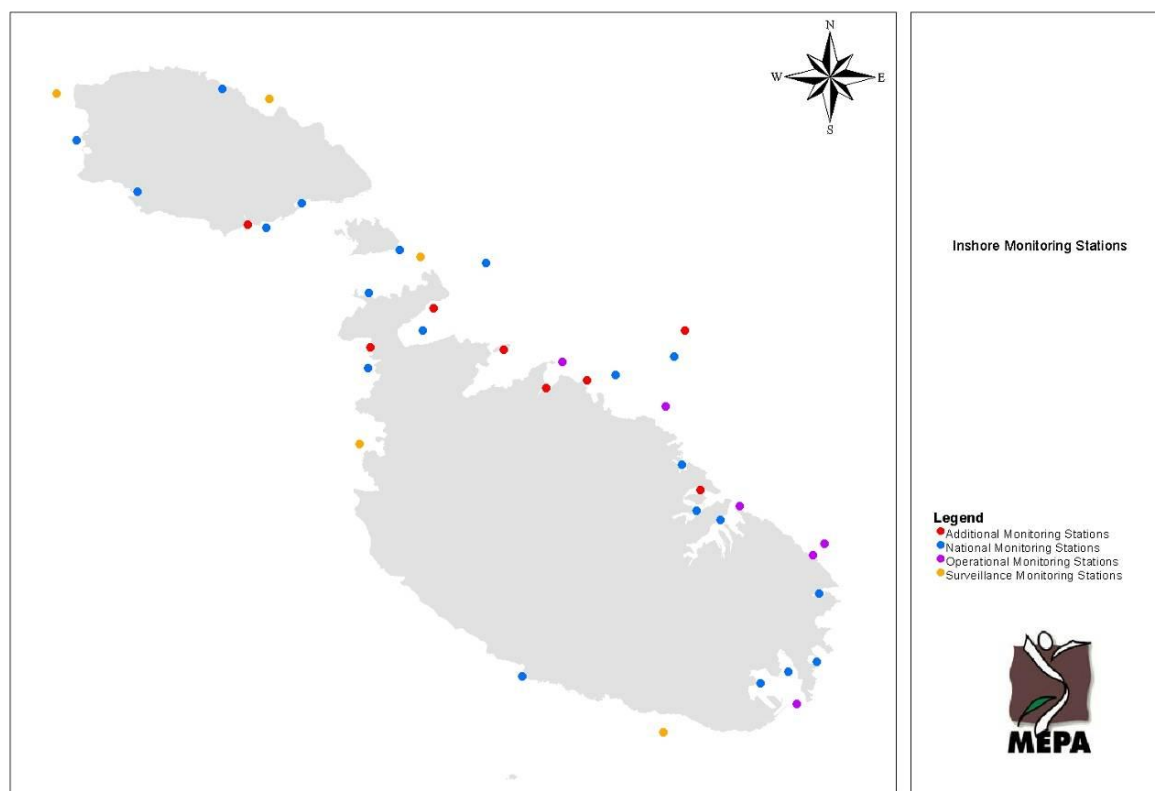 N
W
E
S
Inshore Monitoring Stations
Legend
Additional Monitoring Stations
National Monitoring Stations
Operational Monitoring Stations
Surveillance Monitoring Stations
MEPA